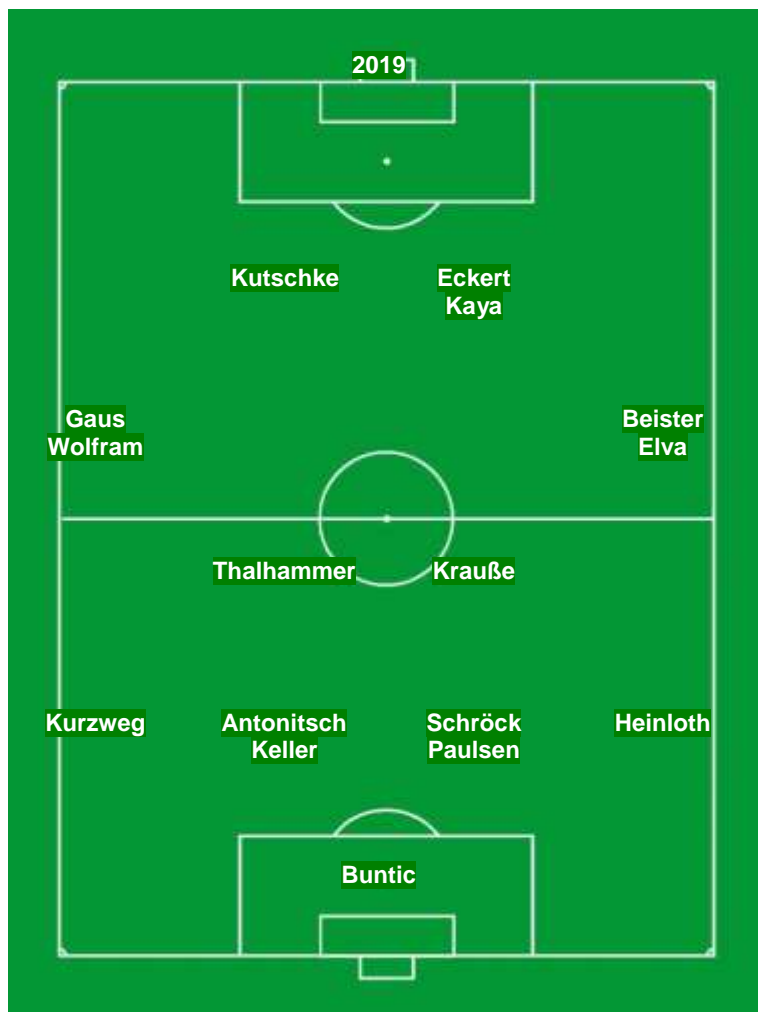 2019
Kutschke
Eckert
Kaya
Gaus
Wolfram
Beister
Elva
Thalhammer
Krauße
Kurzweg
Antonitsch
Keller
Schröck
Paulsen
Heinloth
Buntic